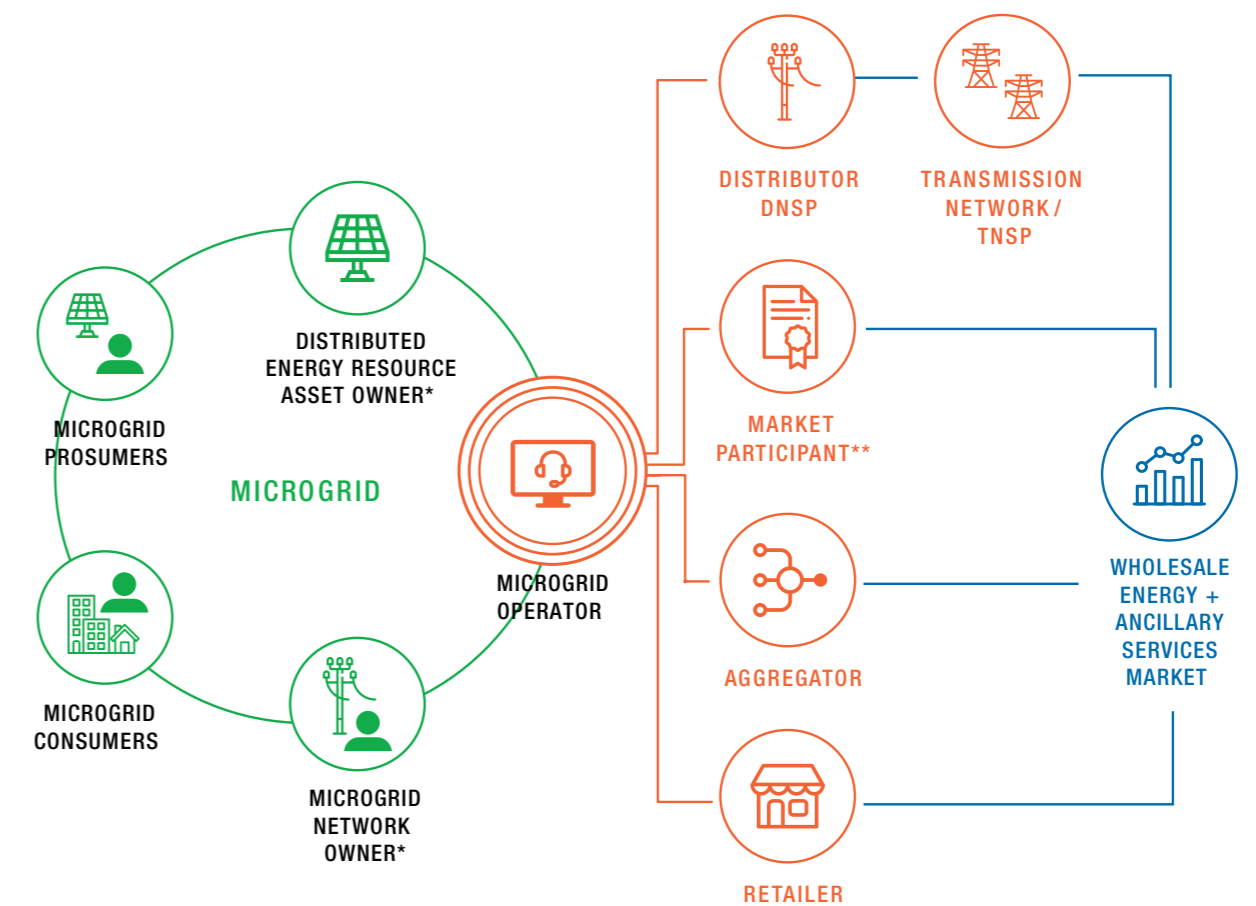 DISTRIBUTOR
DNSP
TRANSMISSION
NETWORK /
TNSP
DISTRIBUTED
ENERGY RESOURCE
ASSET OWNER*
MICROGRID
PROSUMERS
MICROGRID
MARKET
PARTICIPANT**
MICROGRID
OPERATOR
WHOLESALE
ENERGY +
ANCILLARY
SERVICES
MARKET
AGGREGATOR
MICROGRID
CONSUMERS
MICROGRID
NETWORK
OWNER*
RETAILER